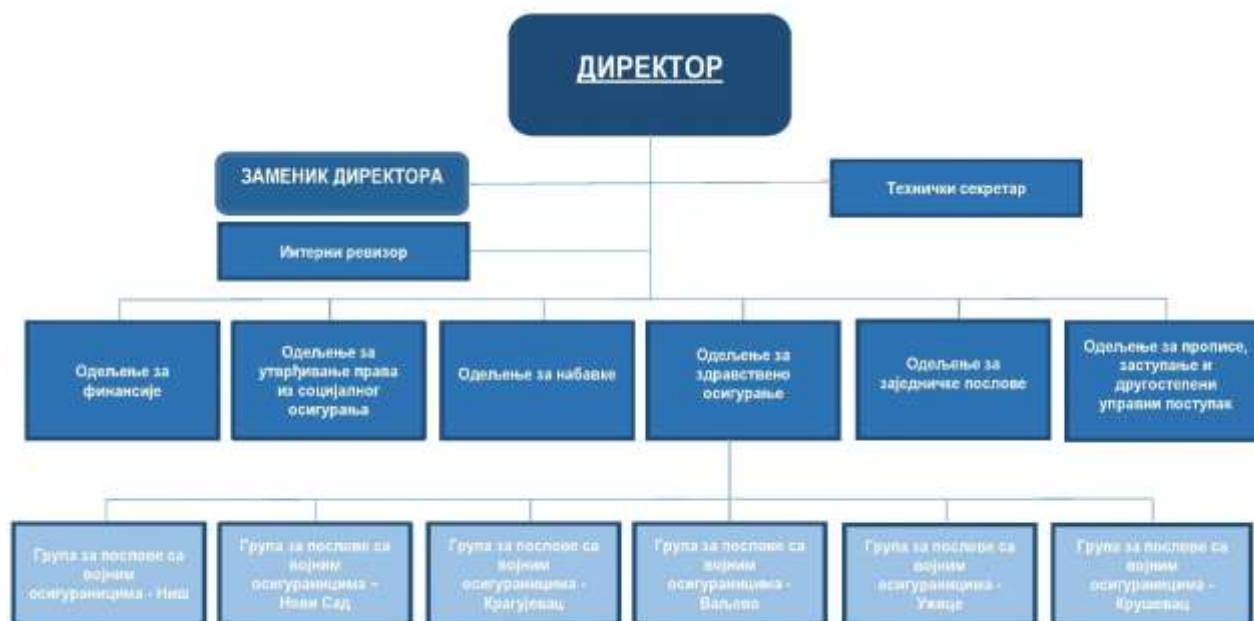 ДИРЕКТОР
ЗАМЕНИК ДИРЕКТОРА
Технички секретар
Интерни ревизор
Одељење за
финансије
Одељење за
утврђивање права
из социјалног
осигурања
Одељење за набавке
Одељење за
здравствено
осигурање
Одељење за
заједничке послове
Одељење за прописе,
заступање и
другостепени
управни поступак
Група за послове са
војним
осигураницима - Ниш
Група за послове са
војним
осигураницима –
Нови Сад
Група за послове са
војним
осигураницима -
Крагујевац
Група за послове са
војним
осигураницима -
Ваљево
Група за послове са
војним
осигураницима -
Ужице
Група за послове са
војним
осигураницима -
Крушевац